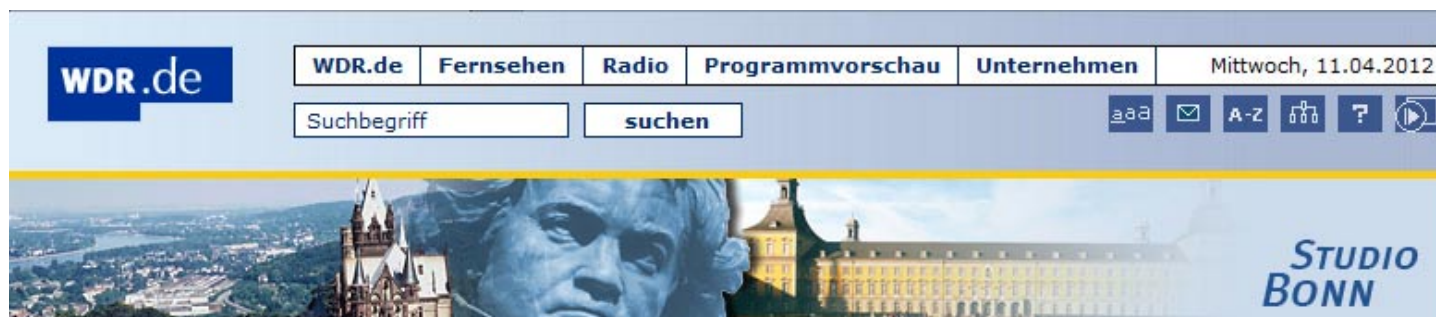 WDR.de
WDR.de Fernsehen Radio Programmvorschau Unternehmen Mittwoch, 11.04.2012
Suchbegriff suchen aaa A-Z ?
STUDIO
BONN